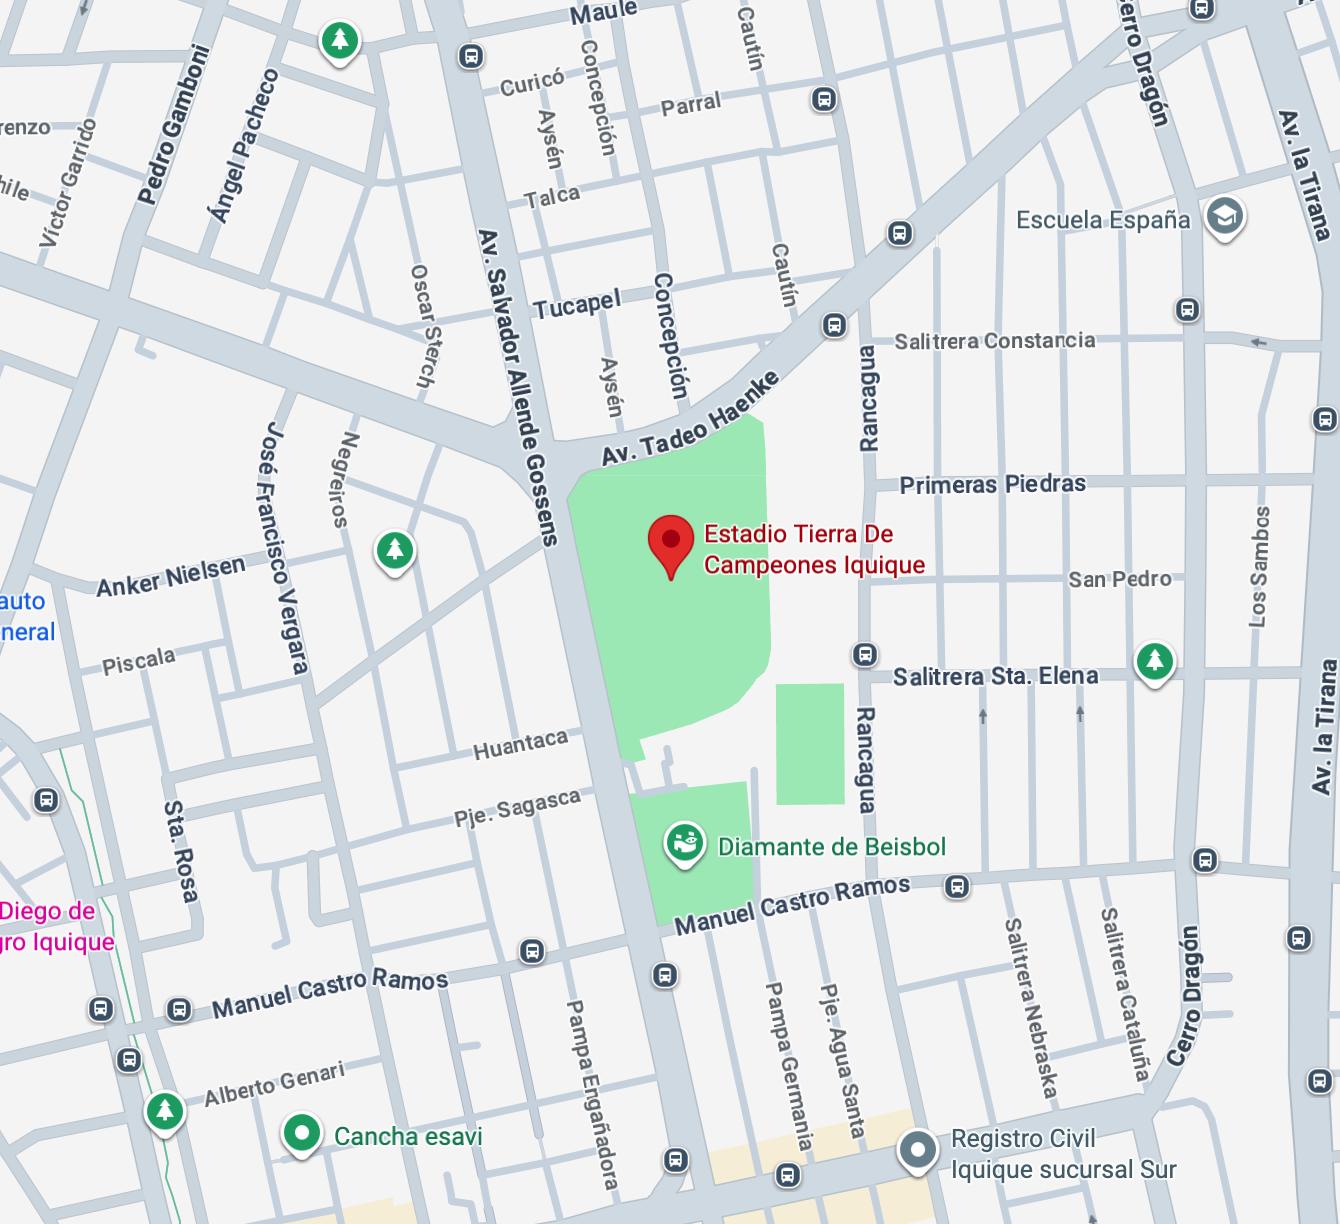 Maule
Cautín
Cerro Dragón
Pedro Gamboni
Ángel Pacheco
Curicó
Concepción
Parral
Aysén
Víctor Garrido
Av. la Tirana
Talca
Escuela España
Av. Salvador Allende Gossens
Oscar Sterch
Tucapel
Concepción
Cautín
Salitrera Constancia
Aysén
Rancagua
Av. Tadeo Haenke
José Francisco Vergara
Negreiros
Primeras Piedras
Estadio Tierra De
Campeones Iquique
Los Sambos
Anker Nielsen
San Pedro
auto
neral
Piscala
Salitrera Sta. Elena
Av. la Tirana
Huantaca
Rancagua
Pje. Sagasca
Sta. Rosa
Diamante de Beisbol
Manuel Castro Ramos
Diego de
gro Iquique
Salitrera Nebraska
Salitrera Cataluña
Cerro Dragón
Manuel Castro Ramos
Pampa Engañadora
Pampa Germania
Pje. Agua Santa
Alberto Genari
Cancha esavi
Registro Civil
Iquique sucursal Sur